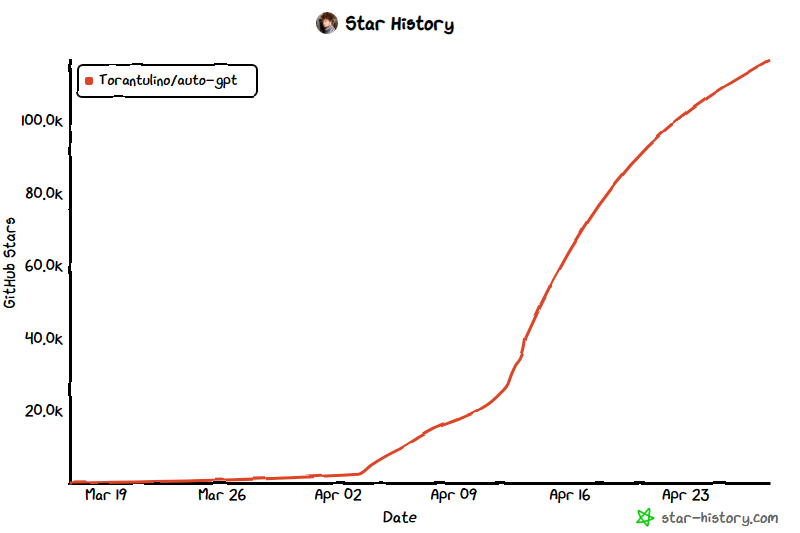 Star History
Torantulino/auto-gpt
100.0k
80.0k
60.0k
40.0k
20.0k
GitHub Stars
Mar 19 Mar 26 Apr 02 Apr 09 Apr 16 Apr 23
Date
star-history.com